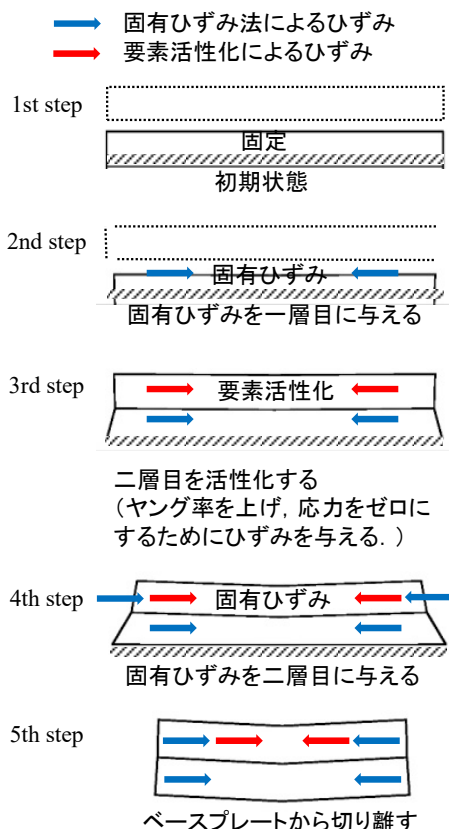 固有ひずみ法によるひずみ
要素活性化によるひずみ
1st step
固定
初期状態
2nd step
固有ひずみ
固有ひずみを一層目に与える
3rd step
要素活性化
二層目を活性化する
（ヤング率を上げ，応力をゼロに
するためにひずみを与える．）
4th step
固有ひずみ
固有ひずみを二層目に与える
5th step
ベースプレートから切り離す